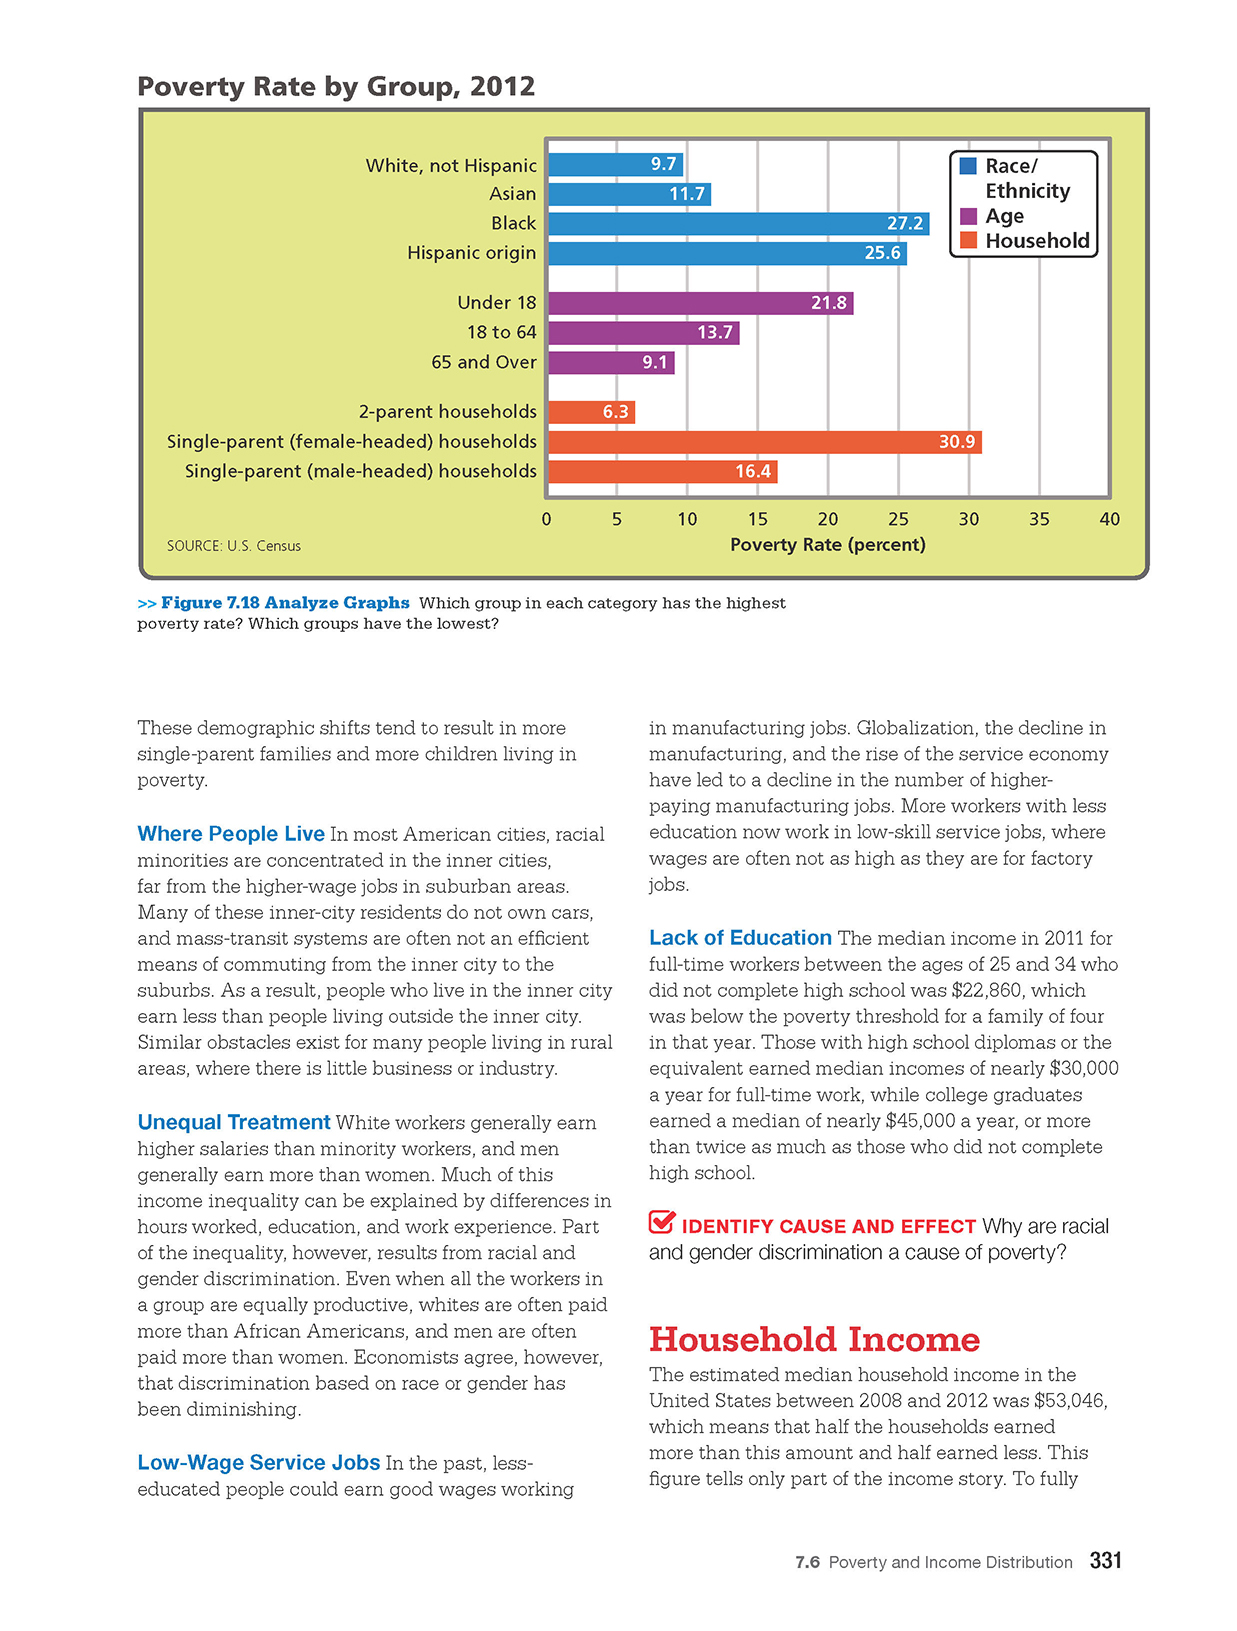 Poverty Rate by Group, 2012
White, not Hispanic 9.7
Asian 11.7
Black 27.2
Hispanic origin 25.6
Under 18 21.8
18 to 64 13.7
65 and Over 9.1
2-parent households 6.3
Single-parent (female-headed) households 30.9
Single-parent (male-headed) households 16.4
Race/
Ethnicity
Age
Household
0 5 10 15 20 25 30 35 40
Poverty Rate (percent)
SOURCE: U.S. Census
>> Figure 7.18 Analyze Graphs Which group in each category has the highest
poverty rate? Which groups have the lowest?
These demographic shifts tend to result in more
single-parent families and more children living in
poverty.
Where People Live In most American cities, racial
minorities are concentrated in the inner cities,
far from the higher-wage jobs in suburban areas.
Many of these inner-city residents do not own cars,
and mass-transit systems are often not an efficient
means of commuting from the inner city to the
suburbs. As a result, people who live in the inner city
earn less than people living outside the inner city.
Similar obstacles exist for many people living in rural
areas, where there is little business or industry.
Unequal Treatment White workers generally earn
higher salaries than minority workers, and men
generally earn more than women. Much of this
income inequality can be explained by differences in
hours worked, education, and work experience. Part
of the inequality, however, results from racial and
gender discrimination. Even when all the workers in
a group are equally productive, whites are often paid
more than African Americans, and men are often
paid more than women. Economists agree, however,
that discrimination based on race or gender has
been diminishing.
Low-Wage Service Jobs In the past, less-
educated people could earn good wages working
in manufacturing jobs. Globalization, the decline in
manufacturing, and the rise of the service economy
have led to a decline in the number of higher-
paying manufacturing jobs. More workers with less
education now work in low-skill service jobs, where
wages are often not as high as they are for factory
jobs.
Lack of Education The median income in 2011 for
full-time workers between the ages of 25 and 34 who
did not complete high school was $22,860, which
was below the poverty threshold for a family of four
in that year. Those with high school diplomas or the
equivalent earned median incomes of nearly $30,000
a year for full-time work, while college graduates
earned a median of nearly $45,000 a year, or more
than twice as much as those who did not complete
high school.
IDENTIFY CAUSE AND EFFECT Why are racial
and gender discrimination a cause of poverty?
Household Income
The estimated median household income in the
United States between 2008 and 2012 was $53,046,
which means that half the households earned
more than this amount and half earned less. This
figure tells only part of the income story. To fully
7.6 Poverty and Income Distribution 331